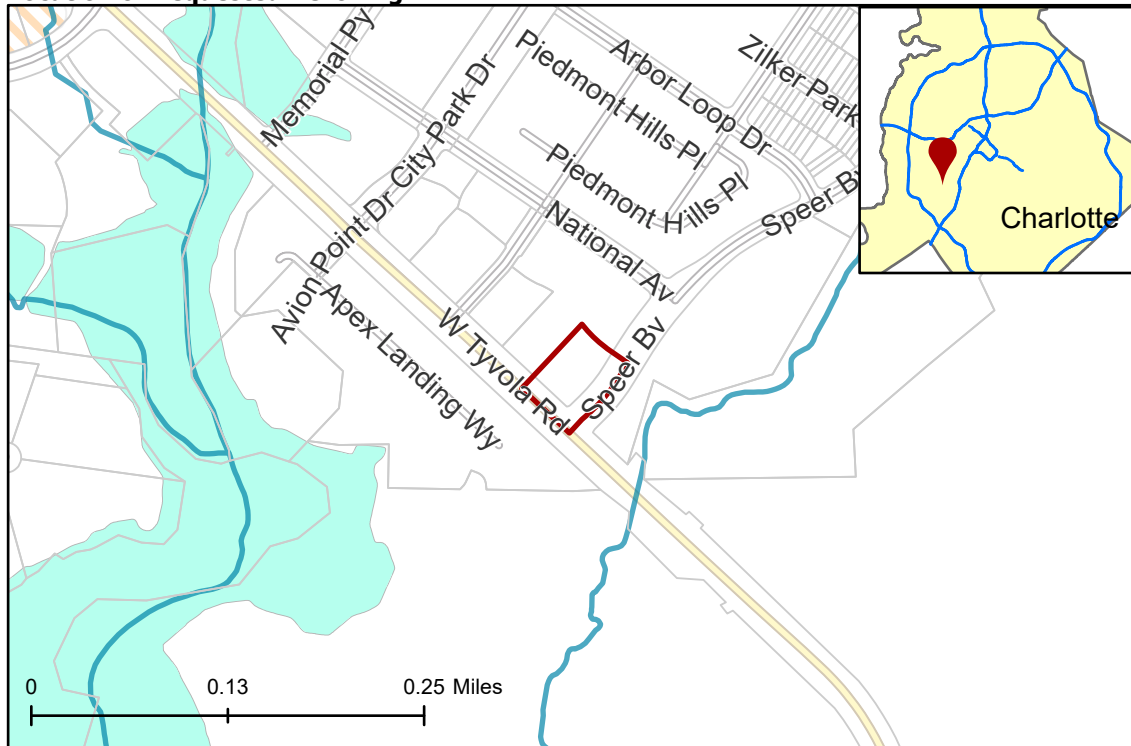 Memorial Py
City Park Dr
Avion Point Dr
Piedmont Hills Pl
Arbor Loop Dr
Zilker Park
Piedmont Hills Pl
Speer Bv
National Av
Apex Landing Wy
W Tyvola Rd
Speer Bv
Charlotte
0 0.13 0.25 Miles